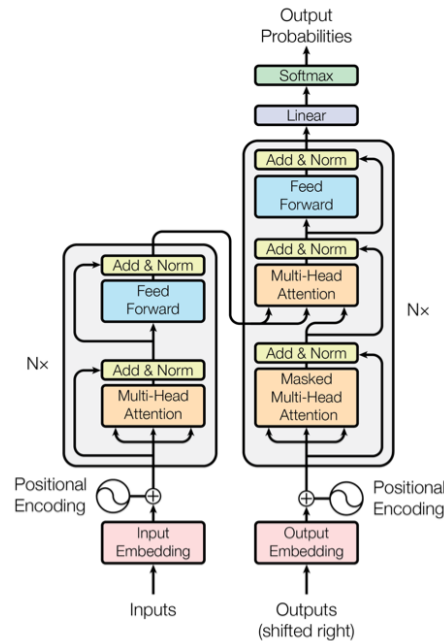 Output
Probabilities
Softmax
Linear
Add & Norm
Feed
Forward
Add & Norm
Multi-Head
Attention
Nx
Add & Norm
Masked
Multi-Head
Attention
Positional
Encoding
Output
Embedding
Outputs
(shifted right)
Add & Norm
Feed
Forward
Nx
Add & Norm
Multi-Head
Attention
Positional
Encoding
Input
Embedding
Inputs